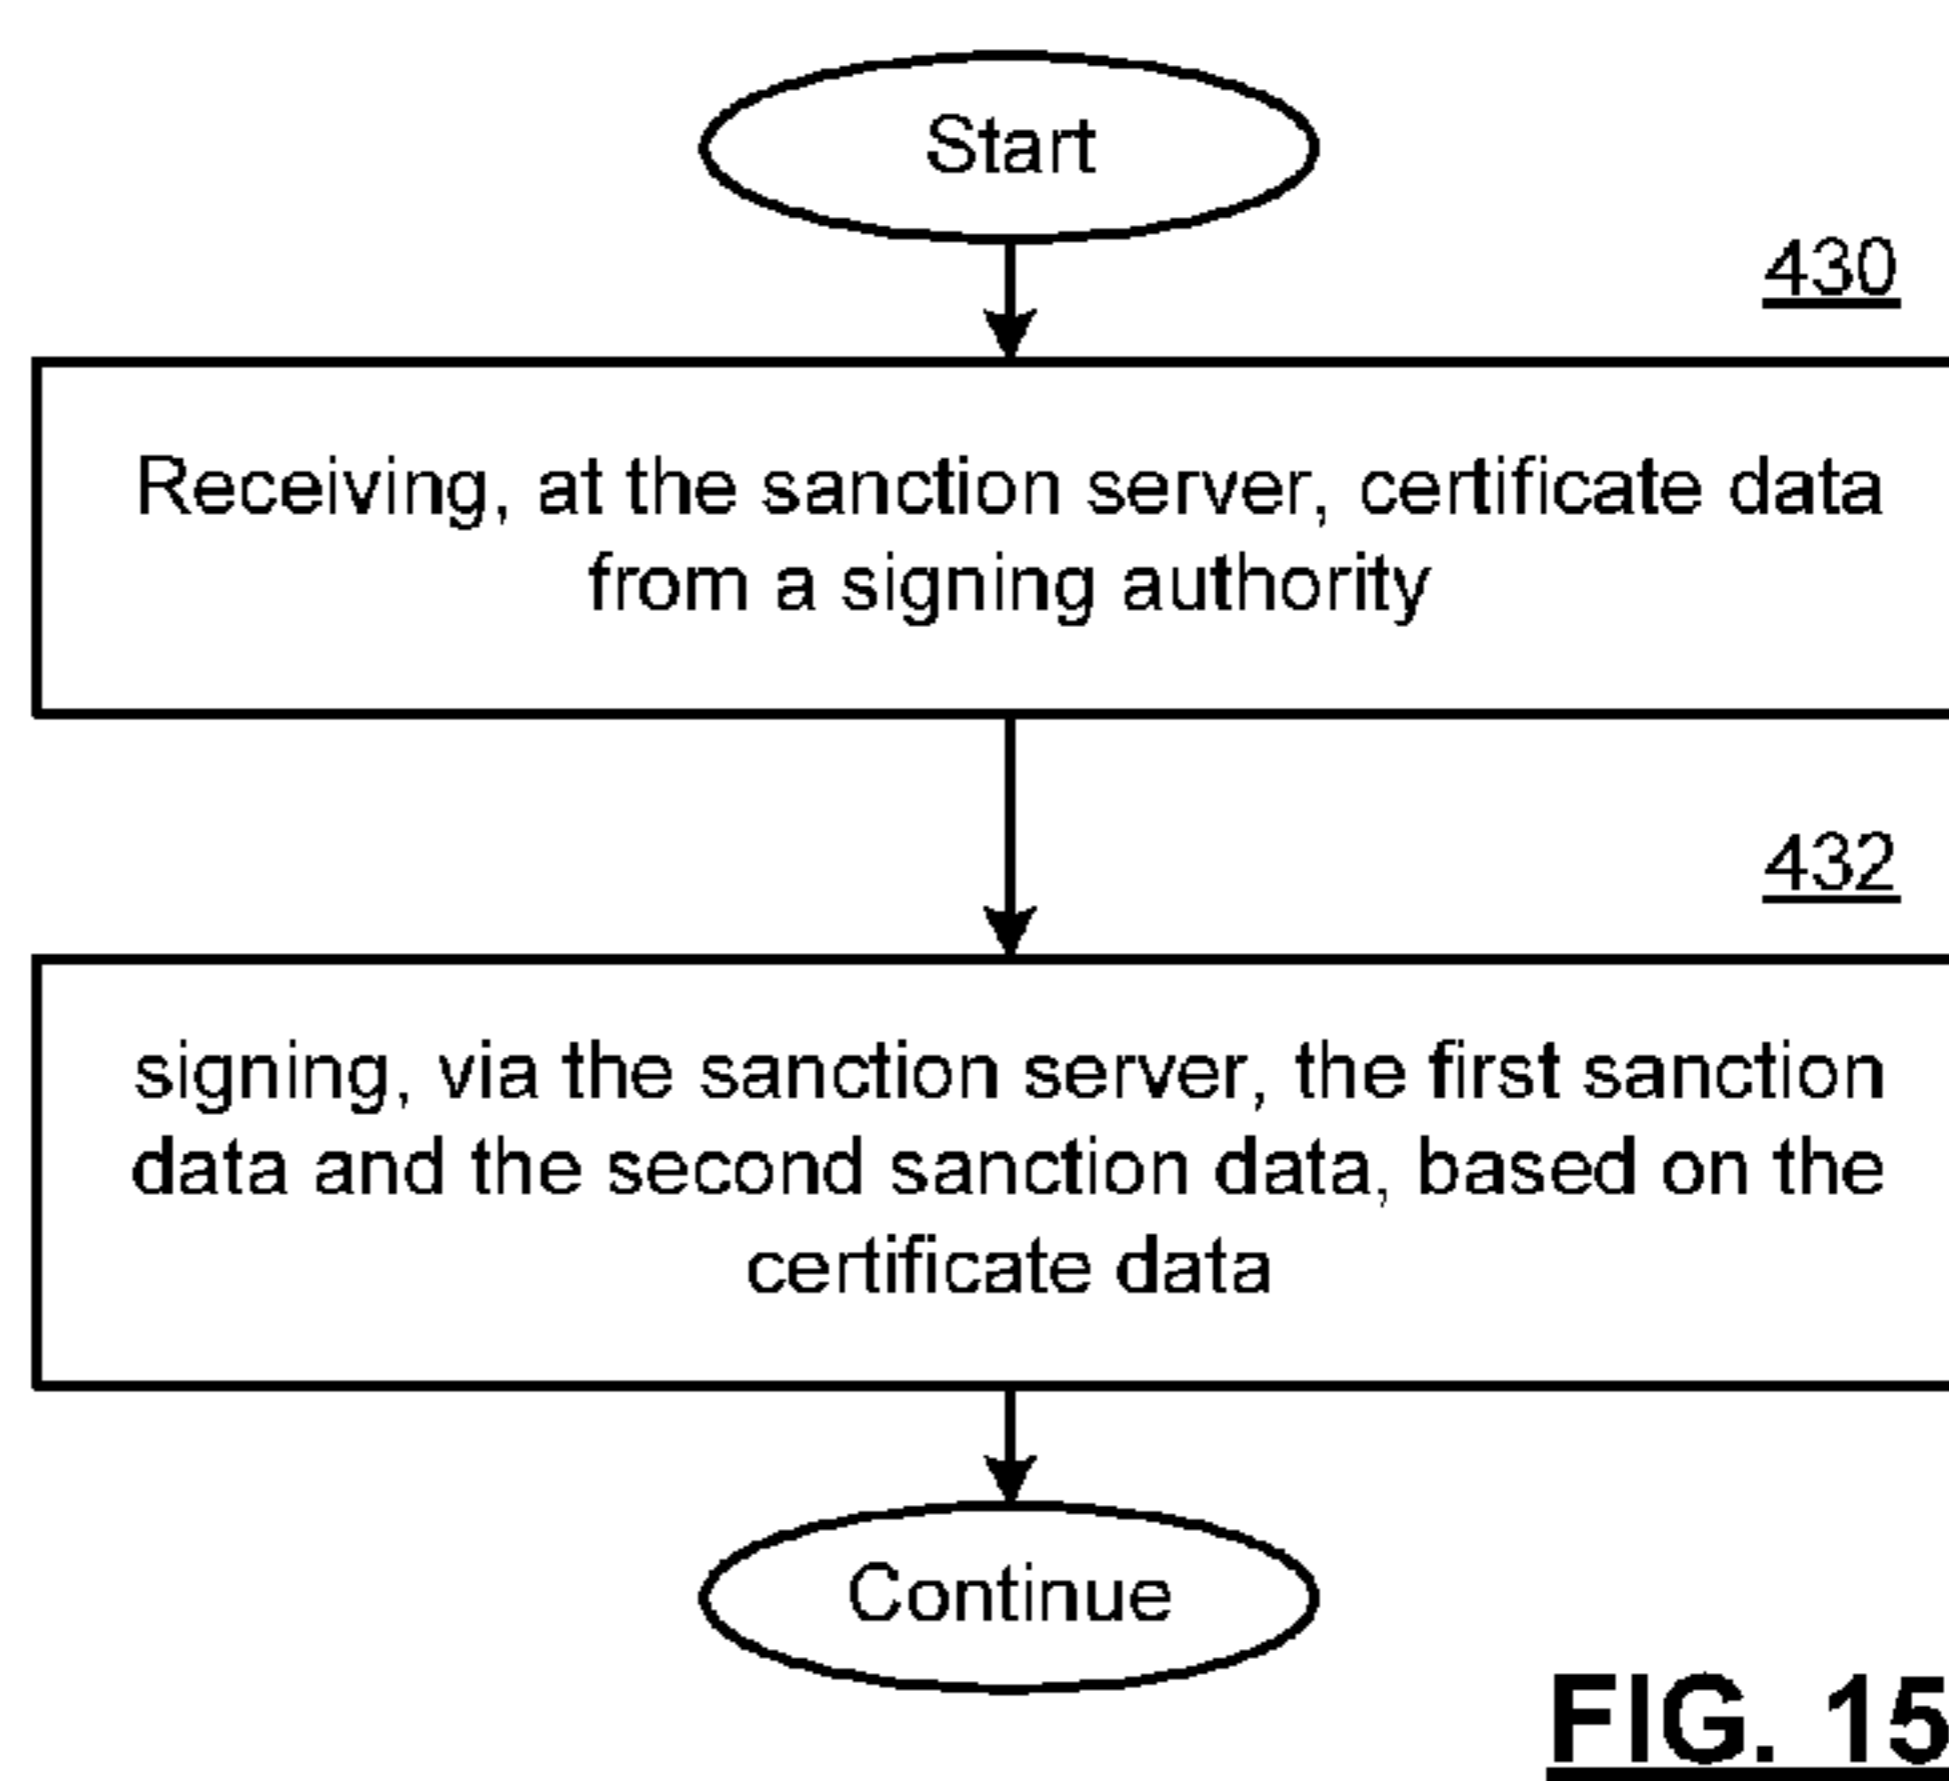 Start
430
Receiving, at the sanction server, certificate data
from a signing authority
432
signing, via the sanction server, the first sanction
data and the second sanction data, based on the
certificate data
Continue
FIG. 15